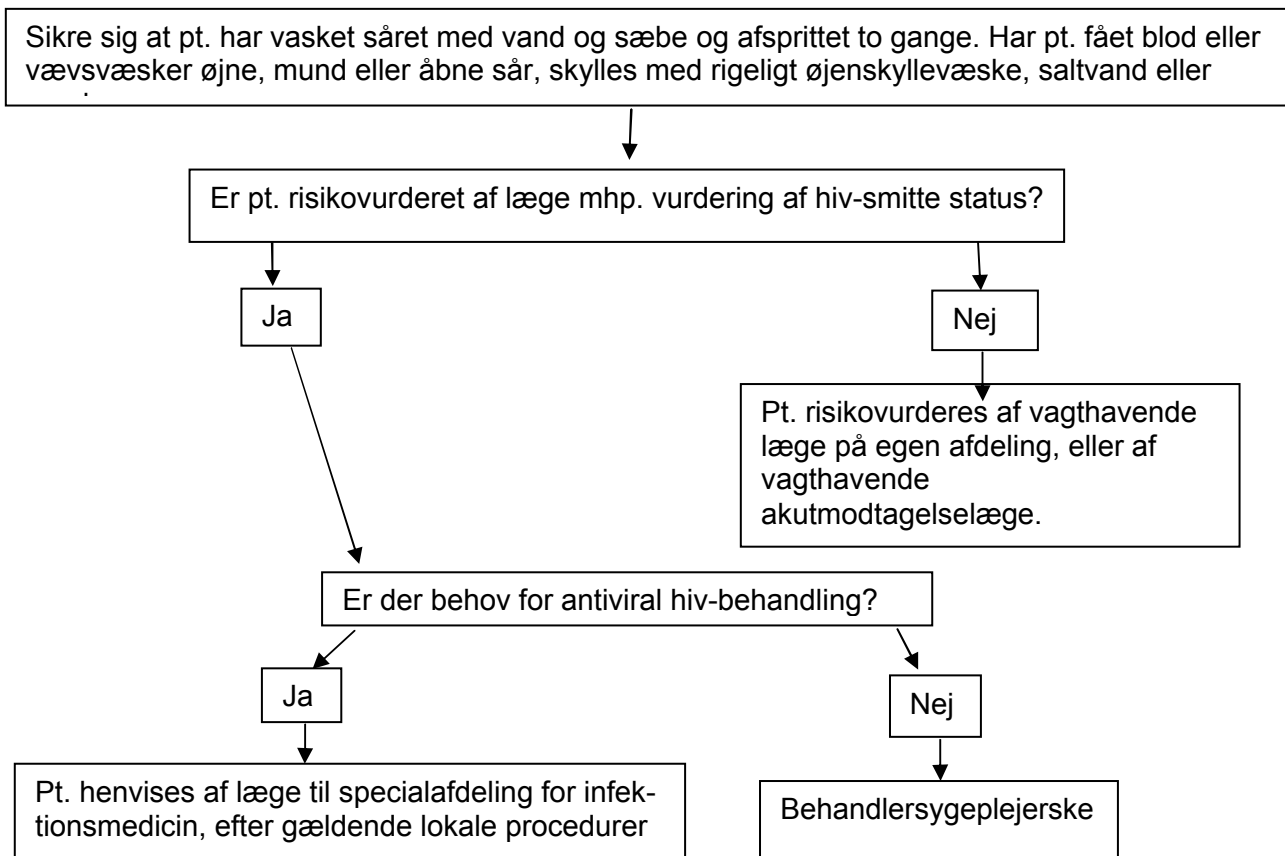 Sikre sig at pt. har vasket såret med vand og sæbe og afsprittet to gange. Har pt. fået blod eller
vævsvæsker øjne, mund eller åbne sår, skylles med rigeligt øjenskyllevæske, saltvand eller
Er pt. risikovurderet af læge mhp. vurdering af hiv-smitte status?
Ja
Nej
Pt. risikovurderes af vagthavende
læge på egen afdeling, eller af
vagthavende
akutmodtagelselæge.
Er der behov for antiviral hiv-behandling?
Ja
Nej
Pt. henvises af læge til specialafdeling for infek-
tionsmedicin, efter gældende lokale procedurer
Behandlersygeplejerske